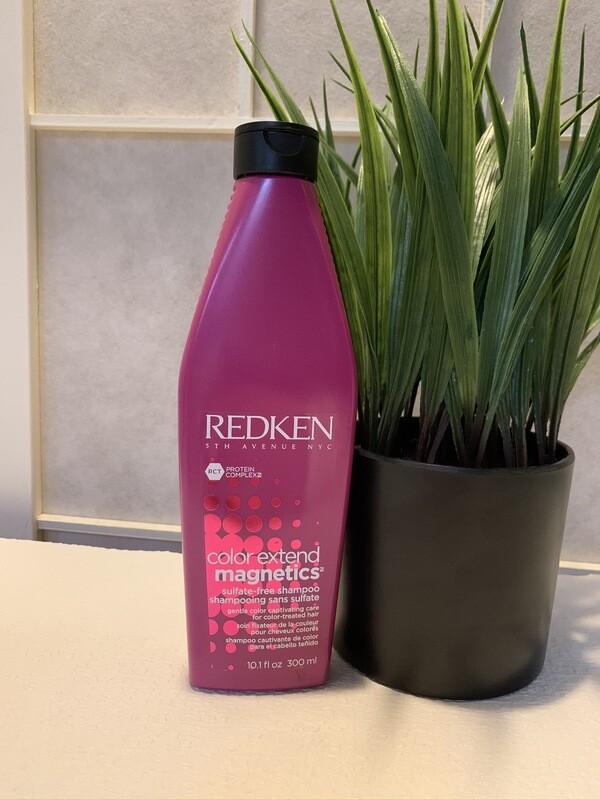 REDKEN
5TH AVENUE NYC
RCT
PROTEIN
COMPLEX
color extend
magnetics
sulfate-free shampoo
shampooing sans sulfate
gentle color captivating care
for color-treated hair
soin fixateur de la couleur
pour cheveux colorés
shampoo cautivante de color
para el cabello teñido
10.1 fl oz 300 ml